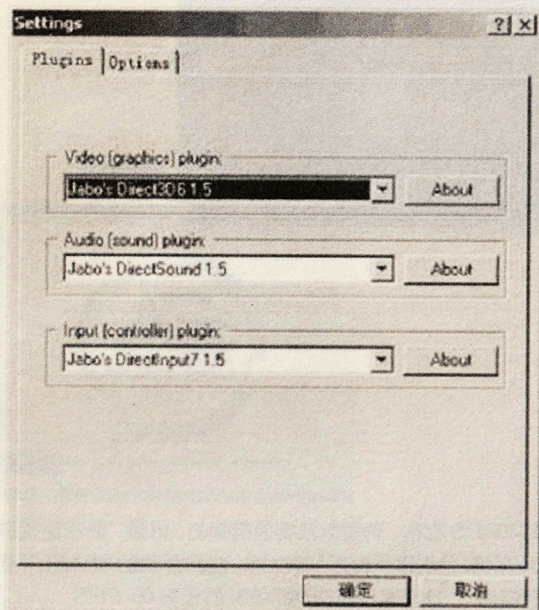 Settings
Plugins Options
Video (graphics) plugin:
Jabo's Direct3D6 1.5 About
Audio (sound) plugin:
Jabo's DirectSound 1.5 About
Input (controller) plugin:
Jabo's DirectInput7 1.5 About
确定 取消